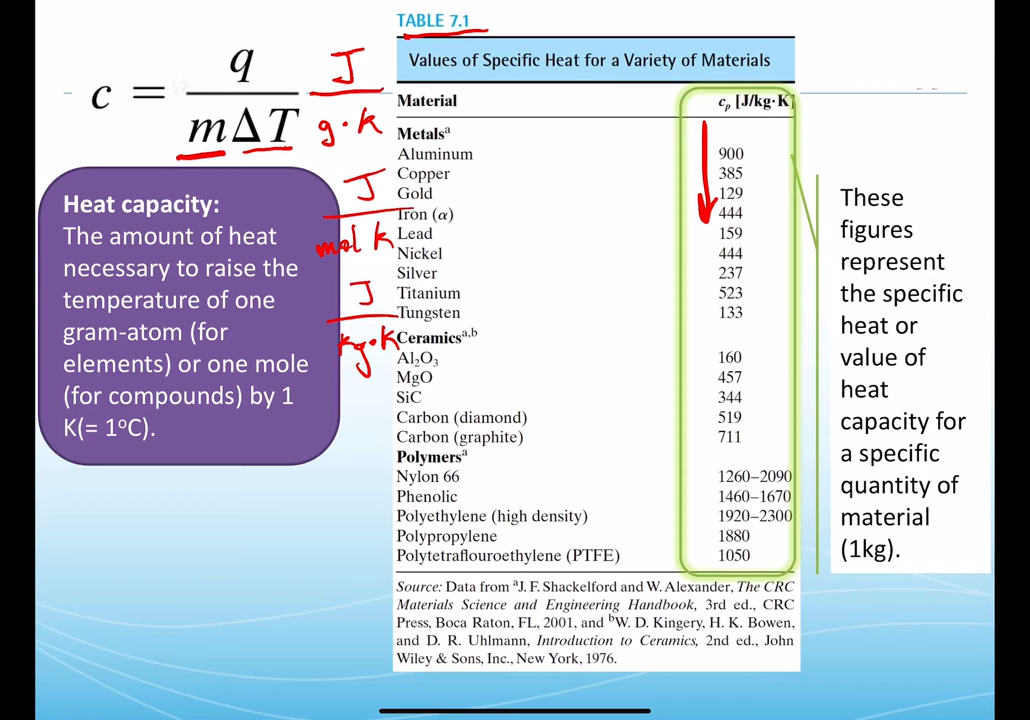 TABLE 7.1
Values of Specific Heat for a Variety of Materials
c = q / mΔT
J / g·k
J / mol k
J / kg·K
Heat capacity:
The amount of heat
necessary to raise the
temperature of one
gram-atom (for
elements) or one mole
(for compounds) by 1
K(= 1°C).
Material cp [J/kg·K]
Metalsᵃ
Aluminum 900
Copper 385
Gold 129
Iron (α) 444
Lead 159
Nickel 444
Silver 237
Titanium 523
Tungsten 133
Ceramicsᵃ,ᵇ
Al₂O₃ 160
MgO 457
SiC 344
Carbon (diamond) 519
Carbon (graphite) 711
Polymersᵃ
Nylon 66 1260–2090
Phenolic 1460–1670
Polyethylene (high density) 1920–2300
Polypropylene 1880
Polytetraflouroethylene (PTFE) 1050
Source: Data from ᵃJ. F. Shackelford and W. Alexander, The CRC
Materials Science and Engineering Handbook, 3rd ed., CRC
Press, Boca Raton, FL, 2001, and ᵇW. D. Kingery, H. K. Bowen,
and D. R. Uhlmann, Introduction to Ceramics, 2nd ed., John
Wiley & Sons, Inc., New York, 1976.
These
figures
represent
the specific
heat or
value of
heat
capacity for
a specific
quantity of
material
(1kg).